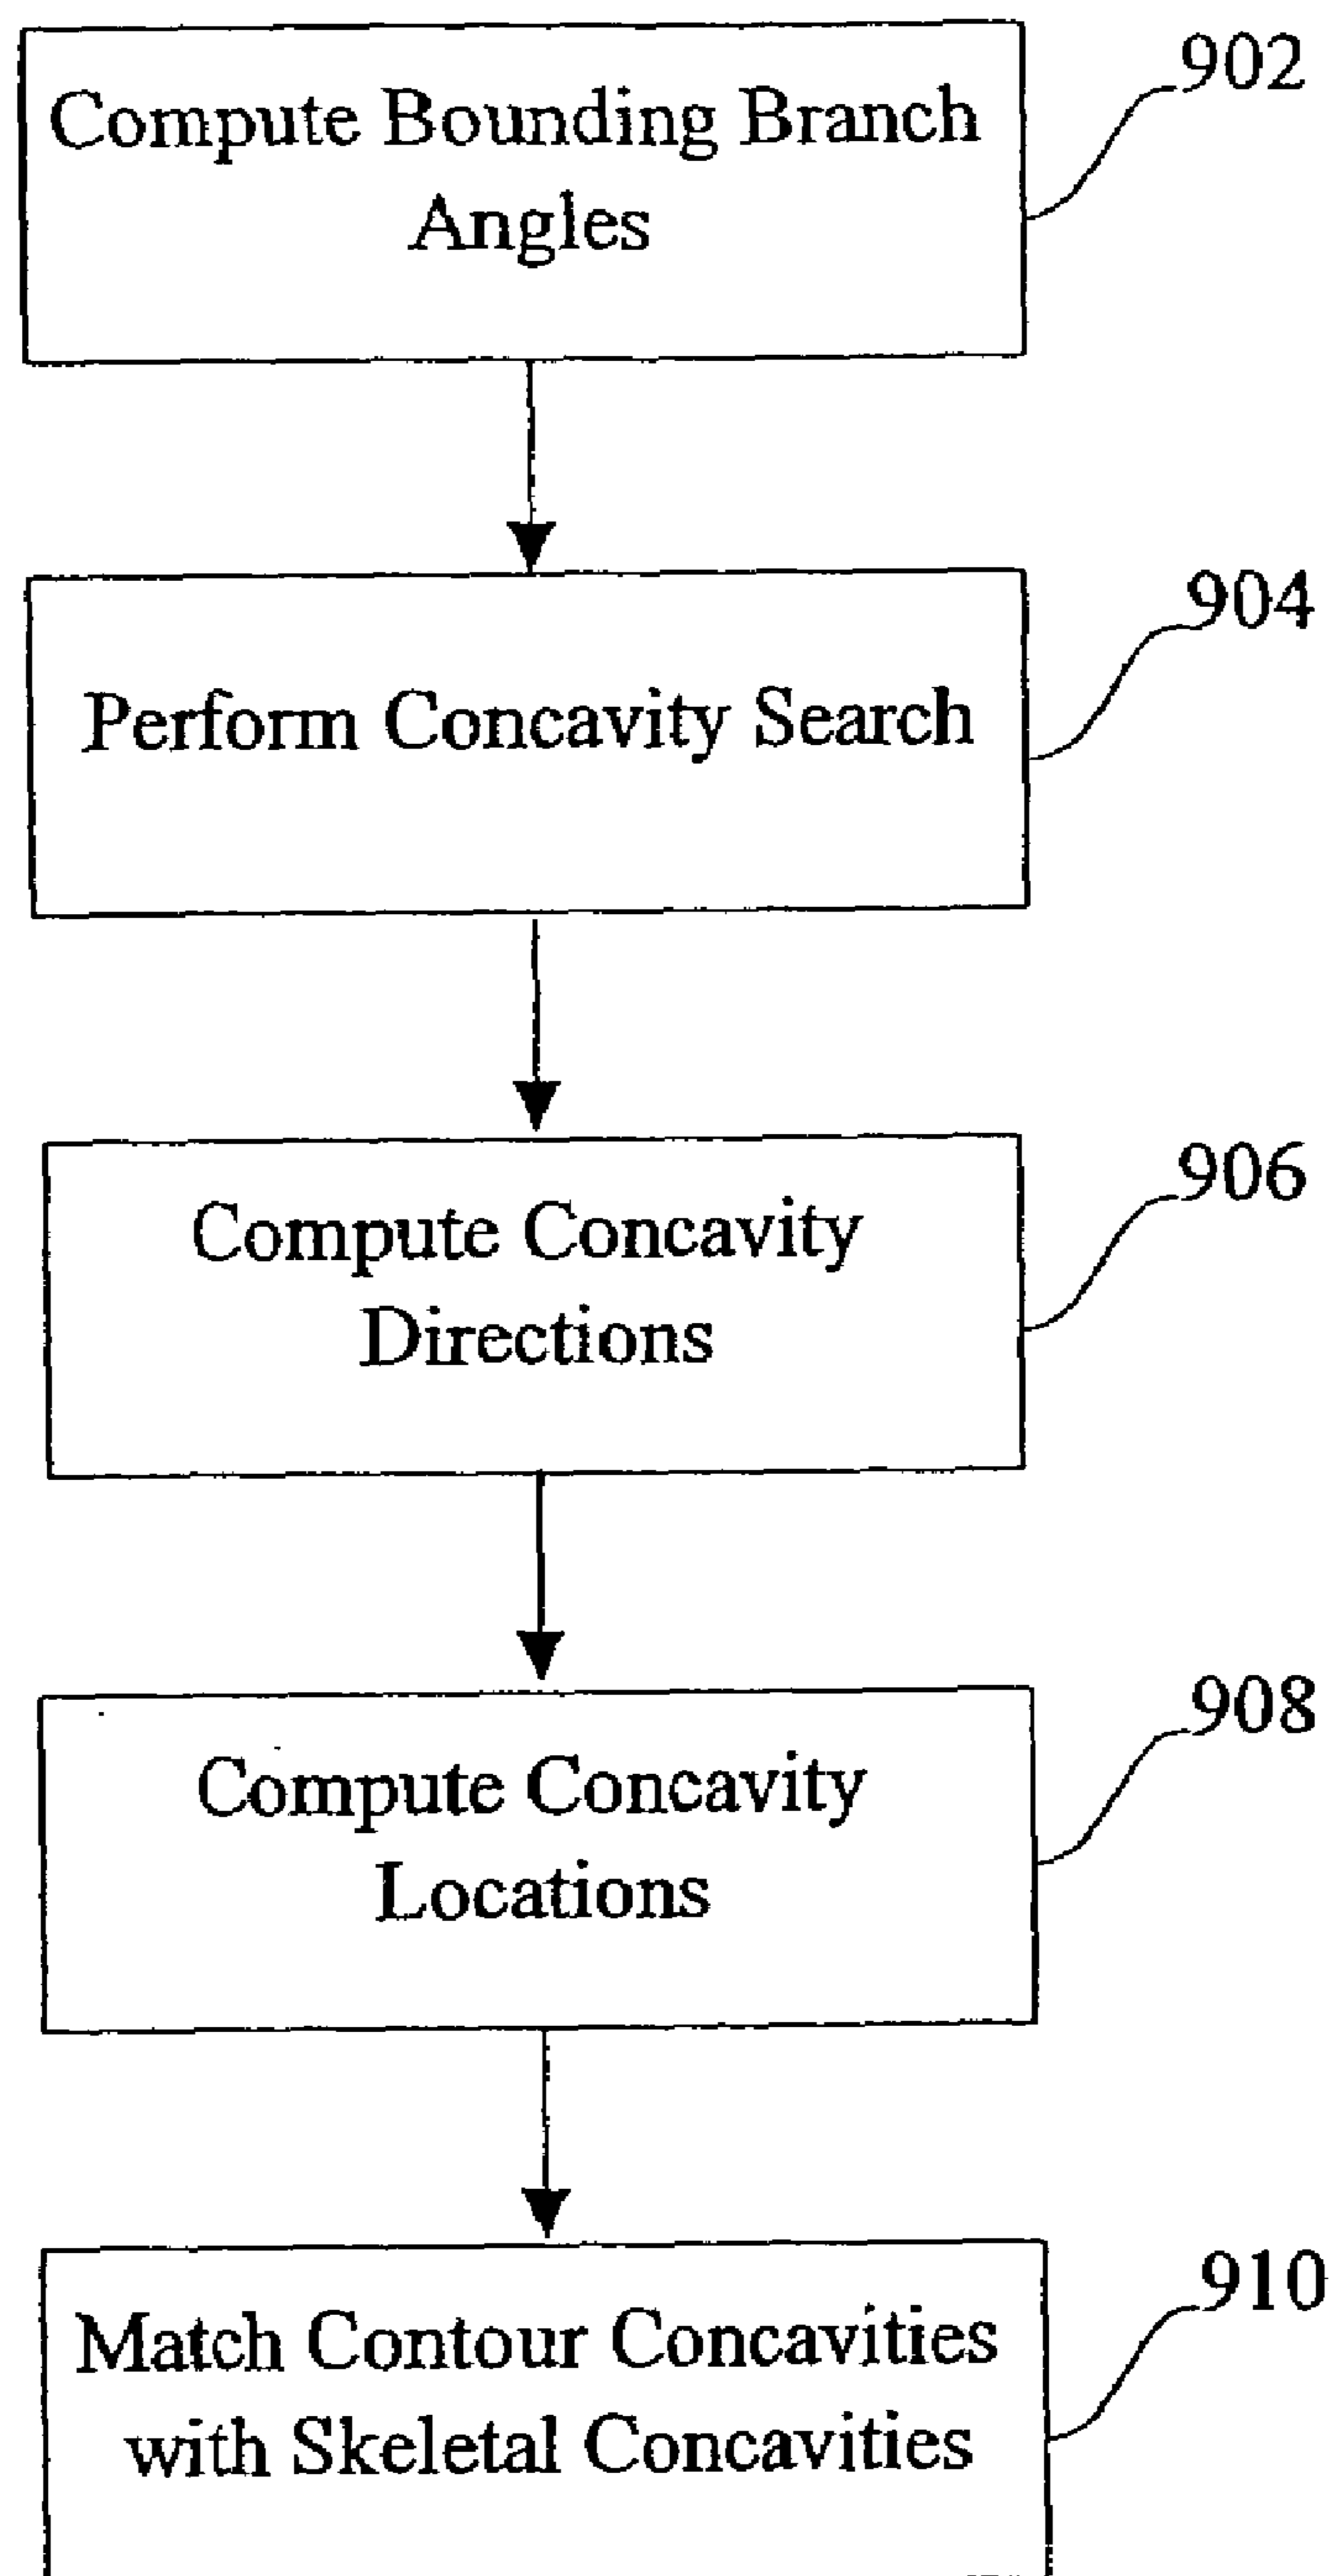 902
Compute Bounding Branch
Angles
904
Perform Concavity Search
906
Compute Concavity
Directions
908
Compute Concavity
Locations
910
Match Contour Concavities
with Skeletal Concavities